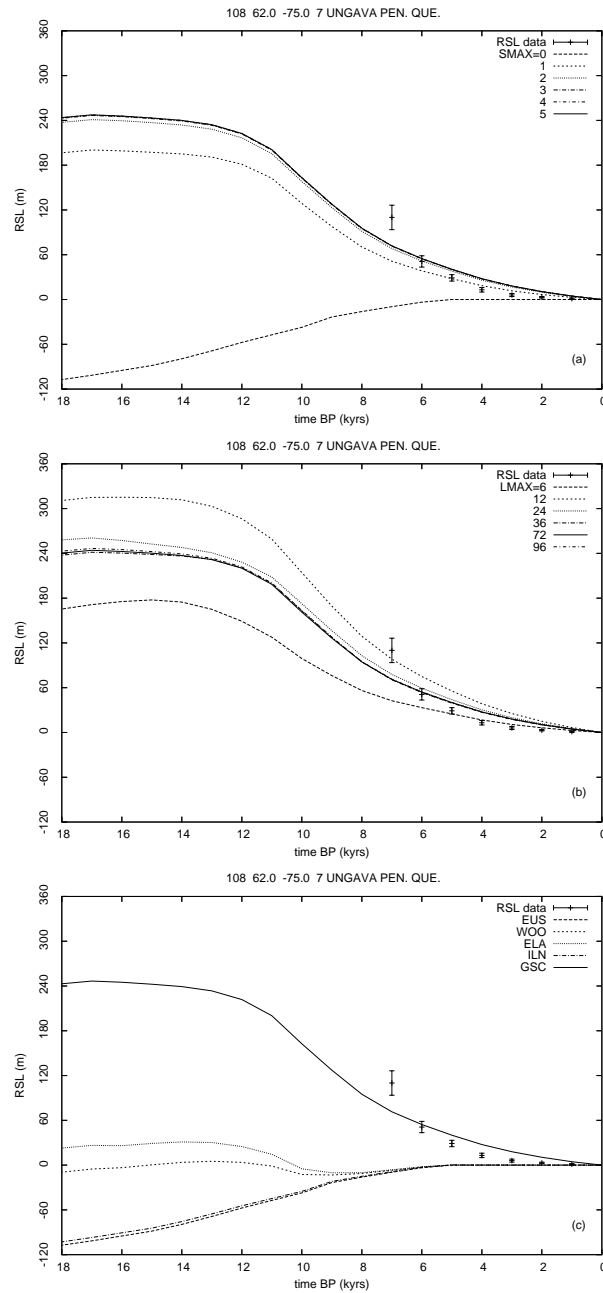 108 62.0 -75.0 7 UNGAVA PEN. QUE.
360
300
240
180
120
60
0
-60
-120
RSL (m)
RSL data
SMAX=0
1
2
3
4
5
(a)
18 16 14 12 10 8 6 4 2 0
time BP (kyrs)
108 62.0 -75.0 7 UNGAVA PEN. QUE.
360
300
240
180
120
60
0
-60
-120
RSL (m)
RSL data
LMAX=6
12
24
36
72
96
(b)
18 16 14 12 10 8 6 4 2 0
time BP (kyrs)
108 62.0 -75.0 7 UNGAVA PEN. QUE.
360
300
240
180
120
60
0
-60
-120
RSL (m)
RSL data
EUS
WOO
ELA
ILN
GSC
(c)
18 16 14 12 10 8 6 4 2 0
time BP (kyrs)